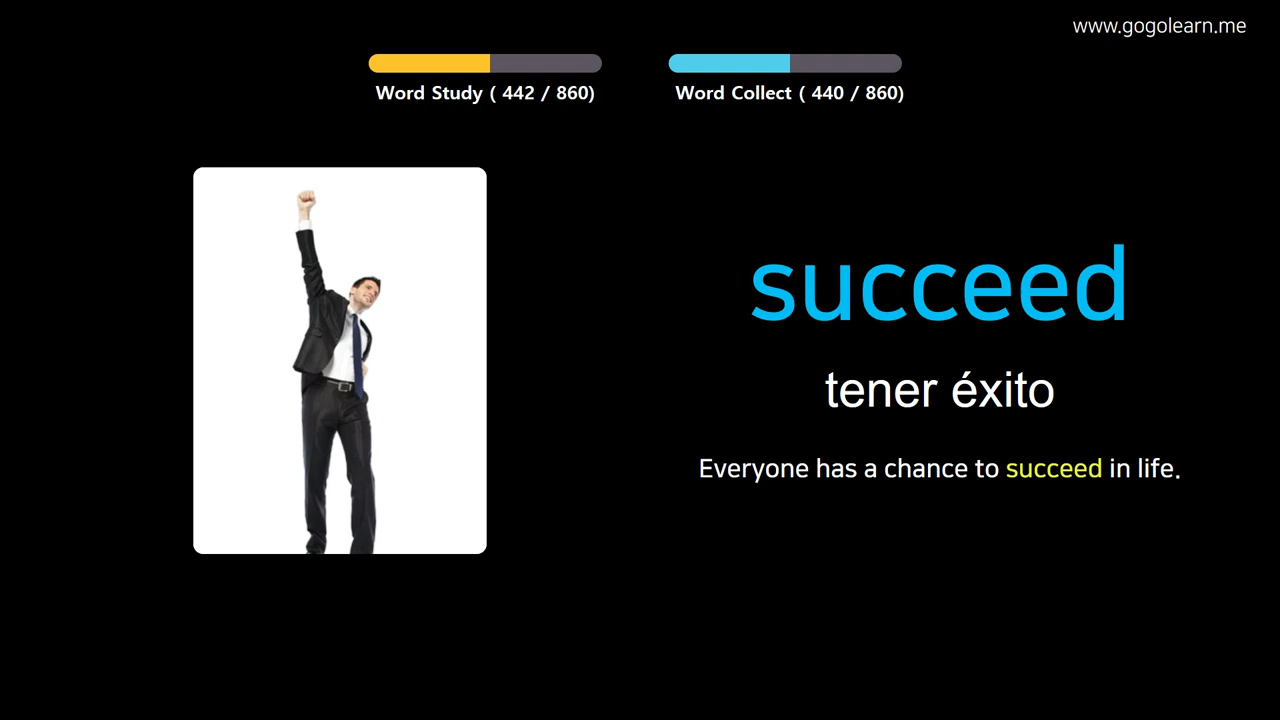 www.gogolearn.me
Word Study ( 442 / 860)
Word Collect ( 440 / 860)
succeed
tener éxito
Everyone has a chance to succeed in life.